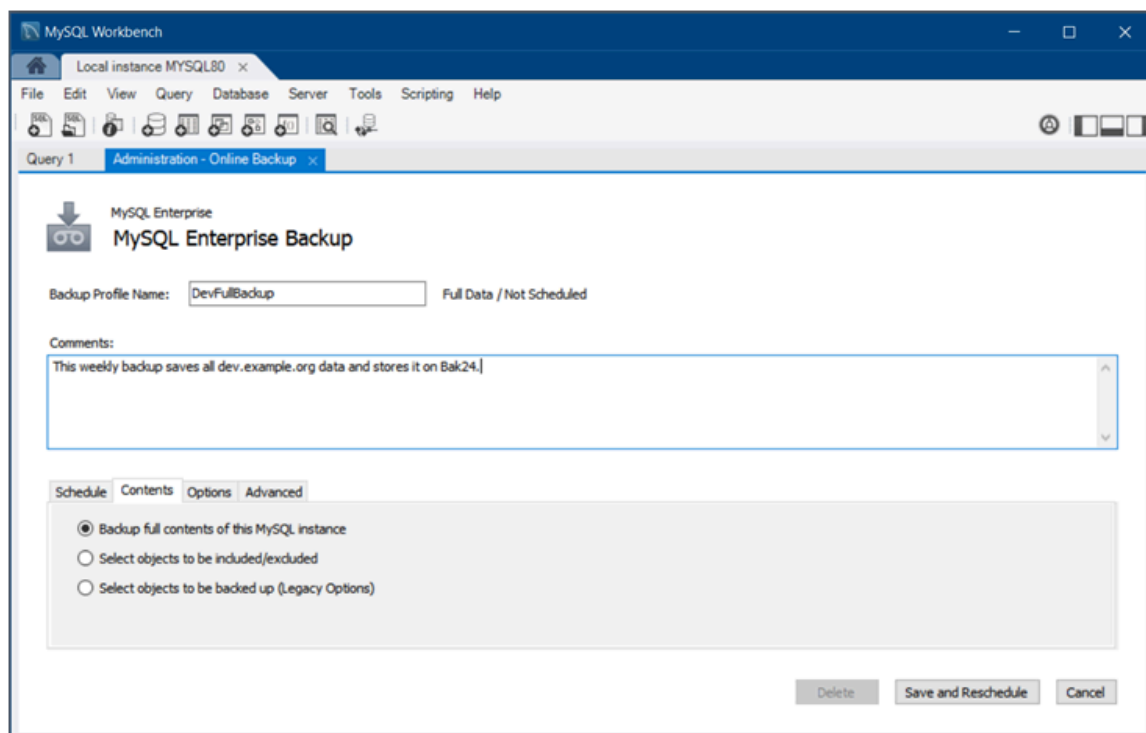 MySQL Workbench
Local instance MYSQL80
File Edit View Query Database Server Tools Scripting Help
Query 1 Administration - Online Backup
MySQL Enterprise
MySQL Enterprise Backup
Backup Profile Name: DevFullBackup Full Data / Not Scheduled
Comments:
This weekly backup saves all dev.example.org data and stores it on Bak24.
Schedule Contents Options Advanced
Backup full contents of this MySQL instance
Select objects to be included/excluded
Select objects to be backed up (Legacy Options)
Delete Save and Reschedule Cancel